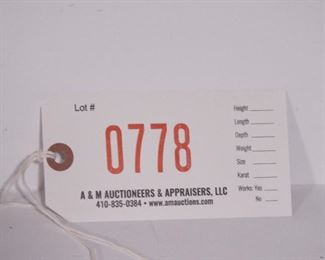 Lot #
0778
A & M AUCTIONEERS & APPRAISERS, LLC
410-835-0384 • www.amauctions.com
Height
Length
Depth
Weight
Size
Karat
Works: Yes
No